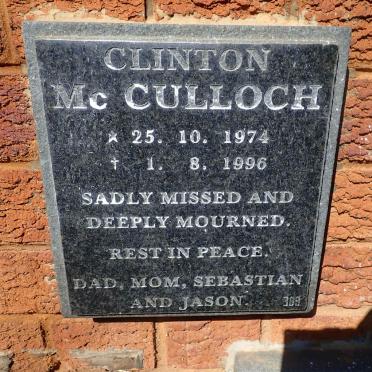 CLINTON
Mc CULLOCH
☆ 25. 10. 1974
† 1. 8. 1996
SADLY MISSED AND
DEEPLY MOURNED.
REST IN PEACE.
DAD, MOM, SEBASTIAN
AND JASON.